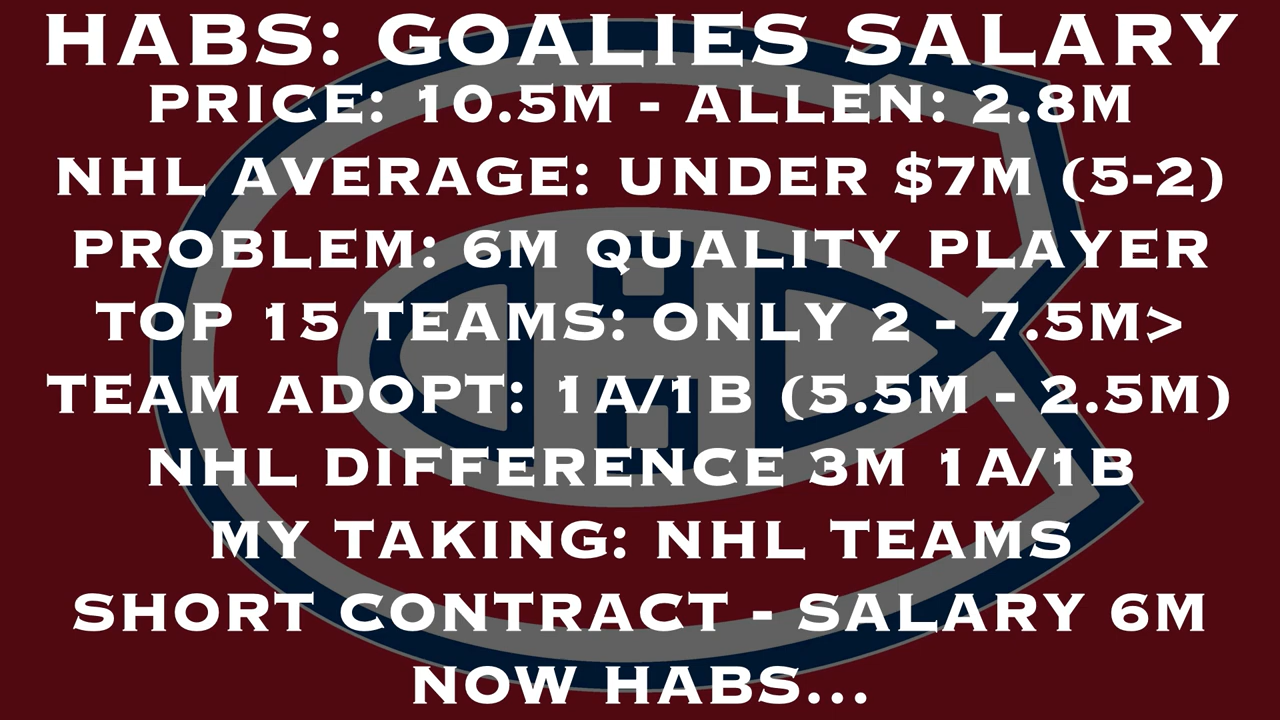 HABS: GOALIES SALARY
PRICE: 10.5M - ALLEN: 2.8M
NHL AVERAGE: UNDER $7M (5-2)
PROBLEM: 6M QUALITY PLAYER
TOP 15 TEAMS: ONLY 2 - 7.5M>
TEAM ADOPT: 1A/1B (5.5M - 2.5M)
NHL DIFFERENCE 3M 1A/1B
MY TAKING: NHL TEAMS
SHORT CONTRACT - SALARY 6M
NOW HABS...